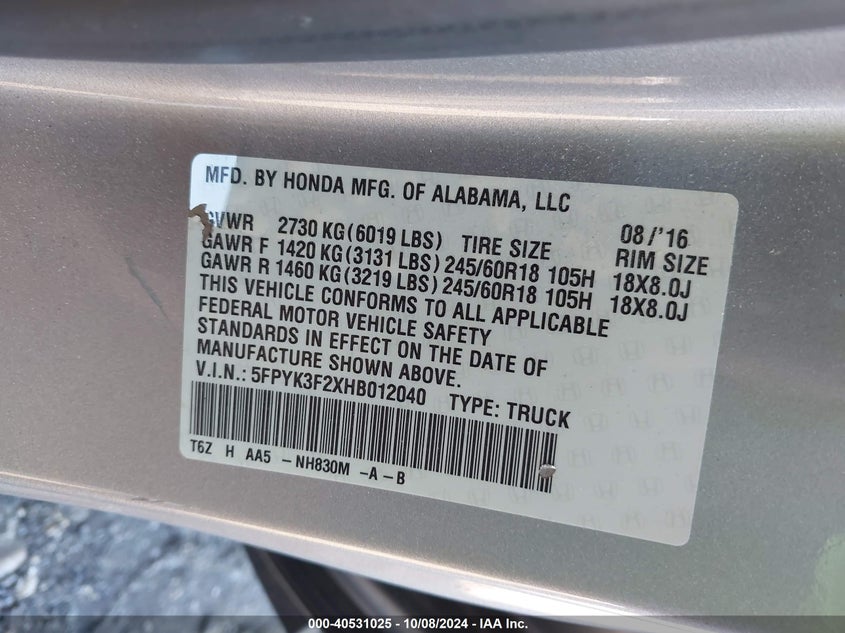 MFD. BY HONDA MFG. OF ALABAMA, LLC
GVWR 2730 KG(6019 LBS) TIRE SIZE 08/'16 RIM SIZE
GAWR F 1420 KG(3131 LBS) 245/60R18 105H 18X8.0J
GAWR R 1460 KG(3219 LBS) 245/60R18 105H 18X8.0J
THIS VEHICLE CONFORMS TO ALL APPLICABLE
FEDERAL MOTOR VEHICLE SAFETY
STANDARDS IN EFFECT ON THE DATE OF
MANUFACTURE SHOWN ABOVE.
V.I.N.: 5FPYK3F2XHB012040 TYPE: TRUCK
T6Z H AA5 -NH830M -A-B
000-40531025 - 10/08/2024 - IAA Inc.